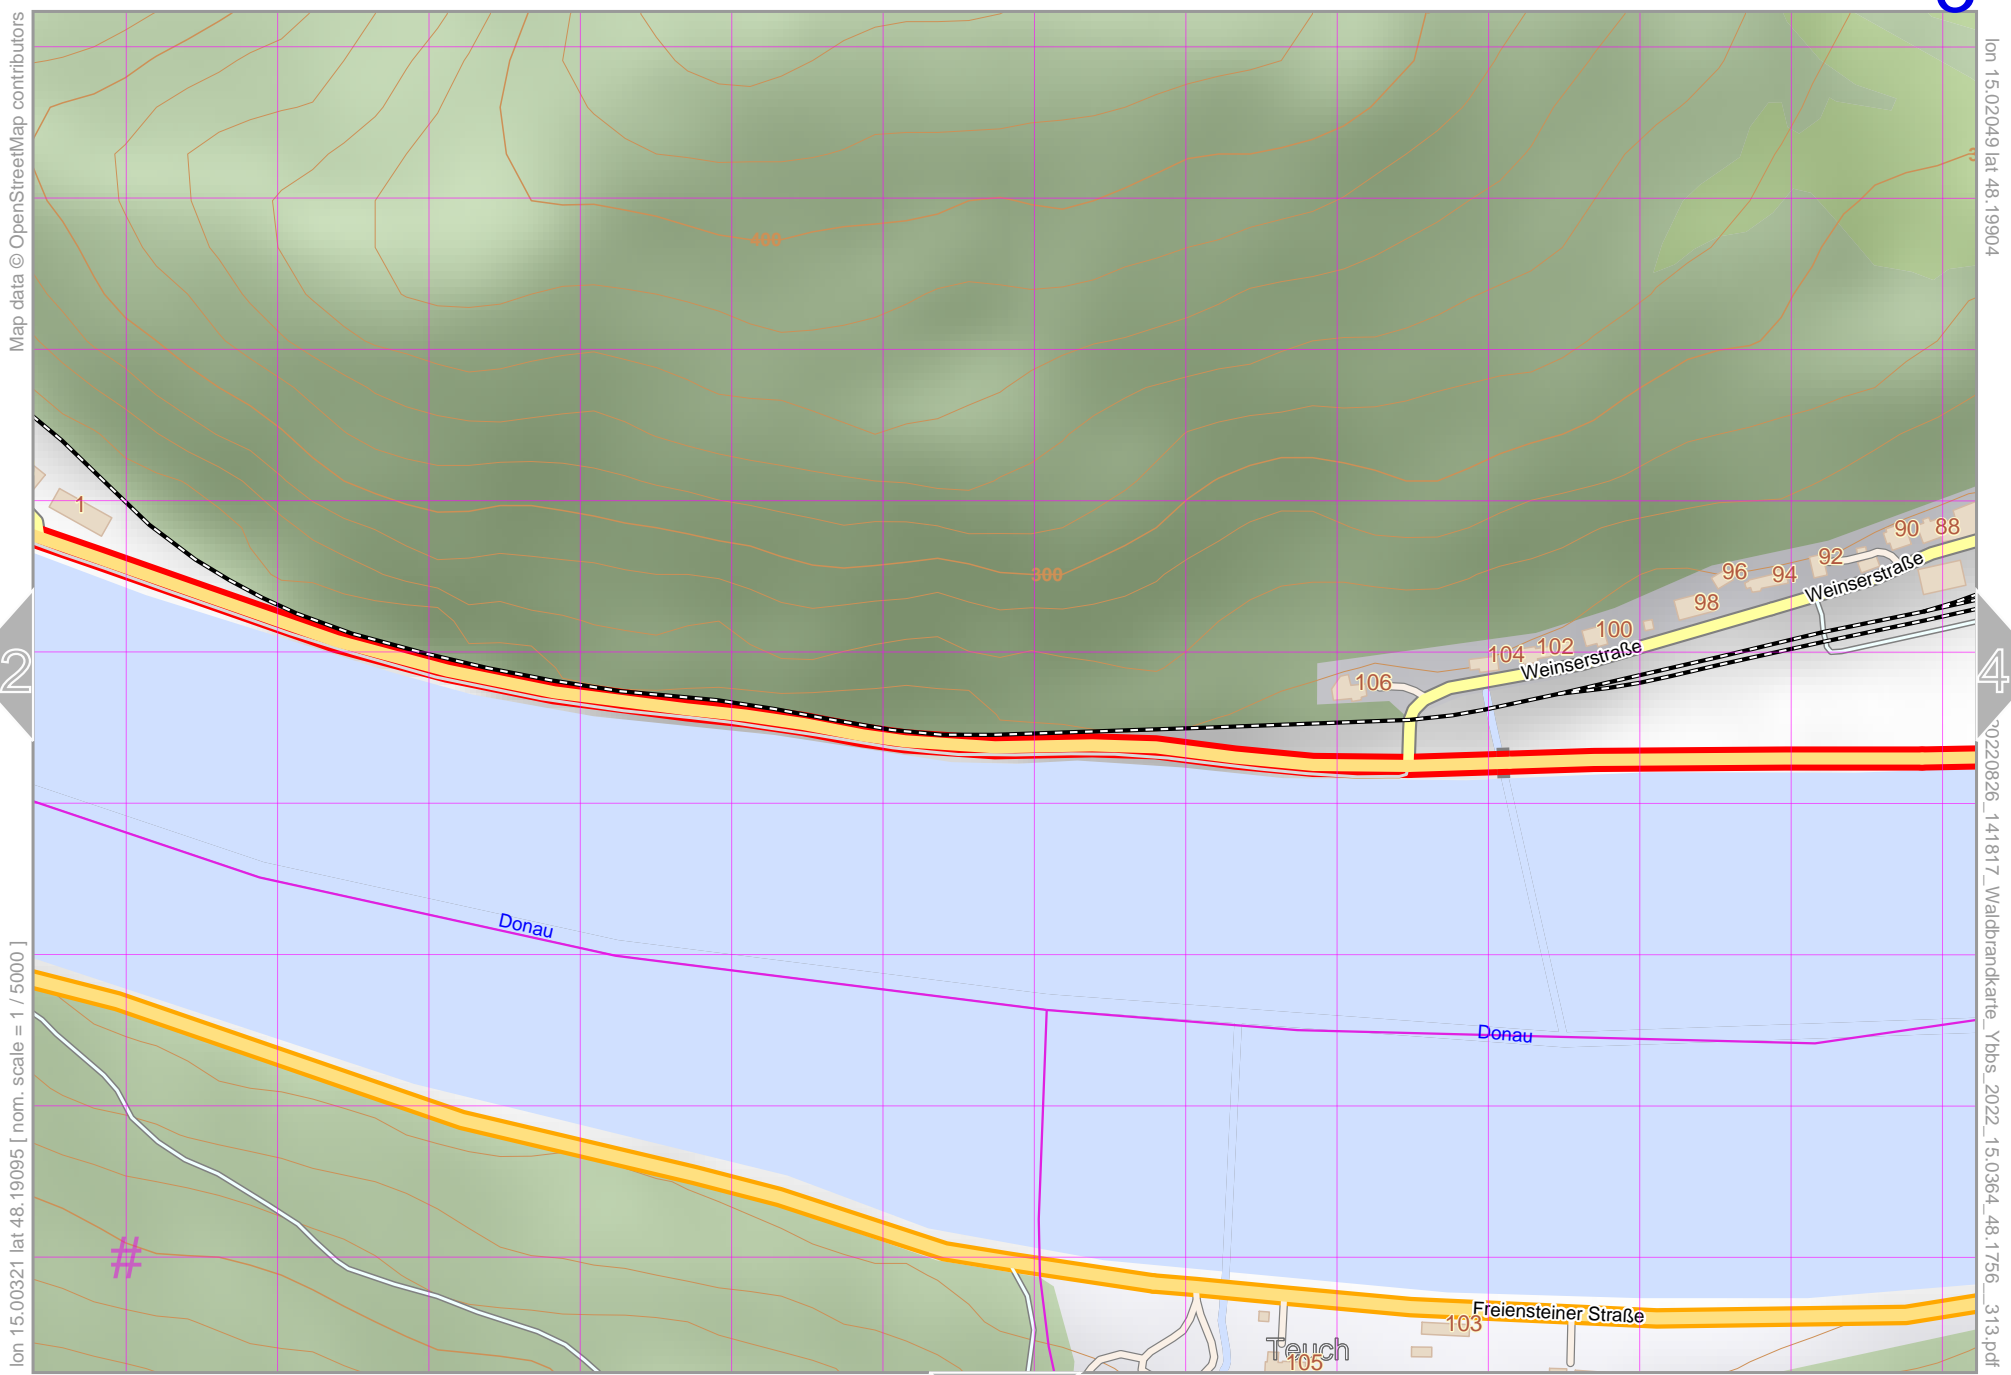 Map data © OpenStreetMap contributors
lon 15.00321 lat 48.19095 [ nom. scale = 1 / 5000 ]
lon 15.02049 lat 48.19904
20220826_141817_Waldbrandkarte_Ybbs_2022_15.0364_48.1756__313.pdf
400
300
1
2
4
88
90
92
94
96
98
100
102
104
106
Weinserstraße
Weinserstraße
Donau
Donau
#
Freiensteiner Straße
103
Teuch
105